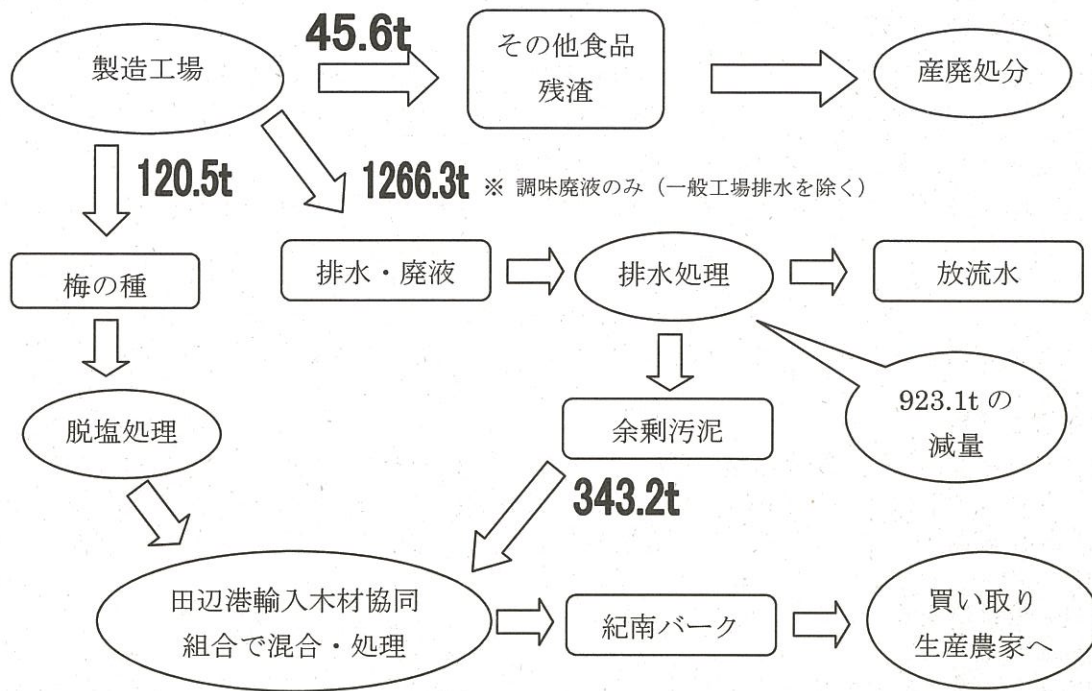 45.6t
製造工場
その他食品
残渣
産廃処分
120.5t
1266.3t ※ 調味廃液のみ（一般工場排水を除く）
梅の種
排水・廃液
排水処理
放流水
脱塩処理
余剰汚泥
923.1t の
減量
343.2t
田辺港輸入木材協同
組合で混合・処理
紀南バーク
買い取り
生産農家へ